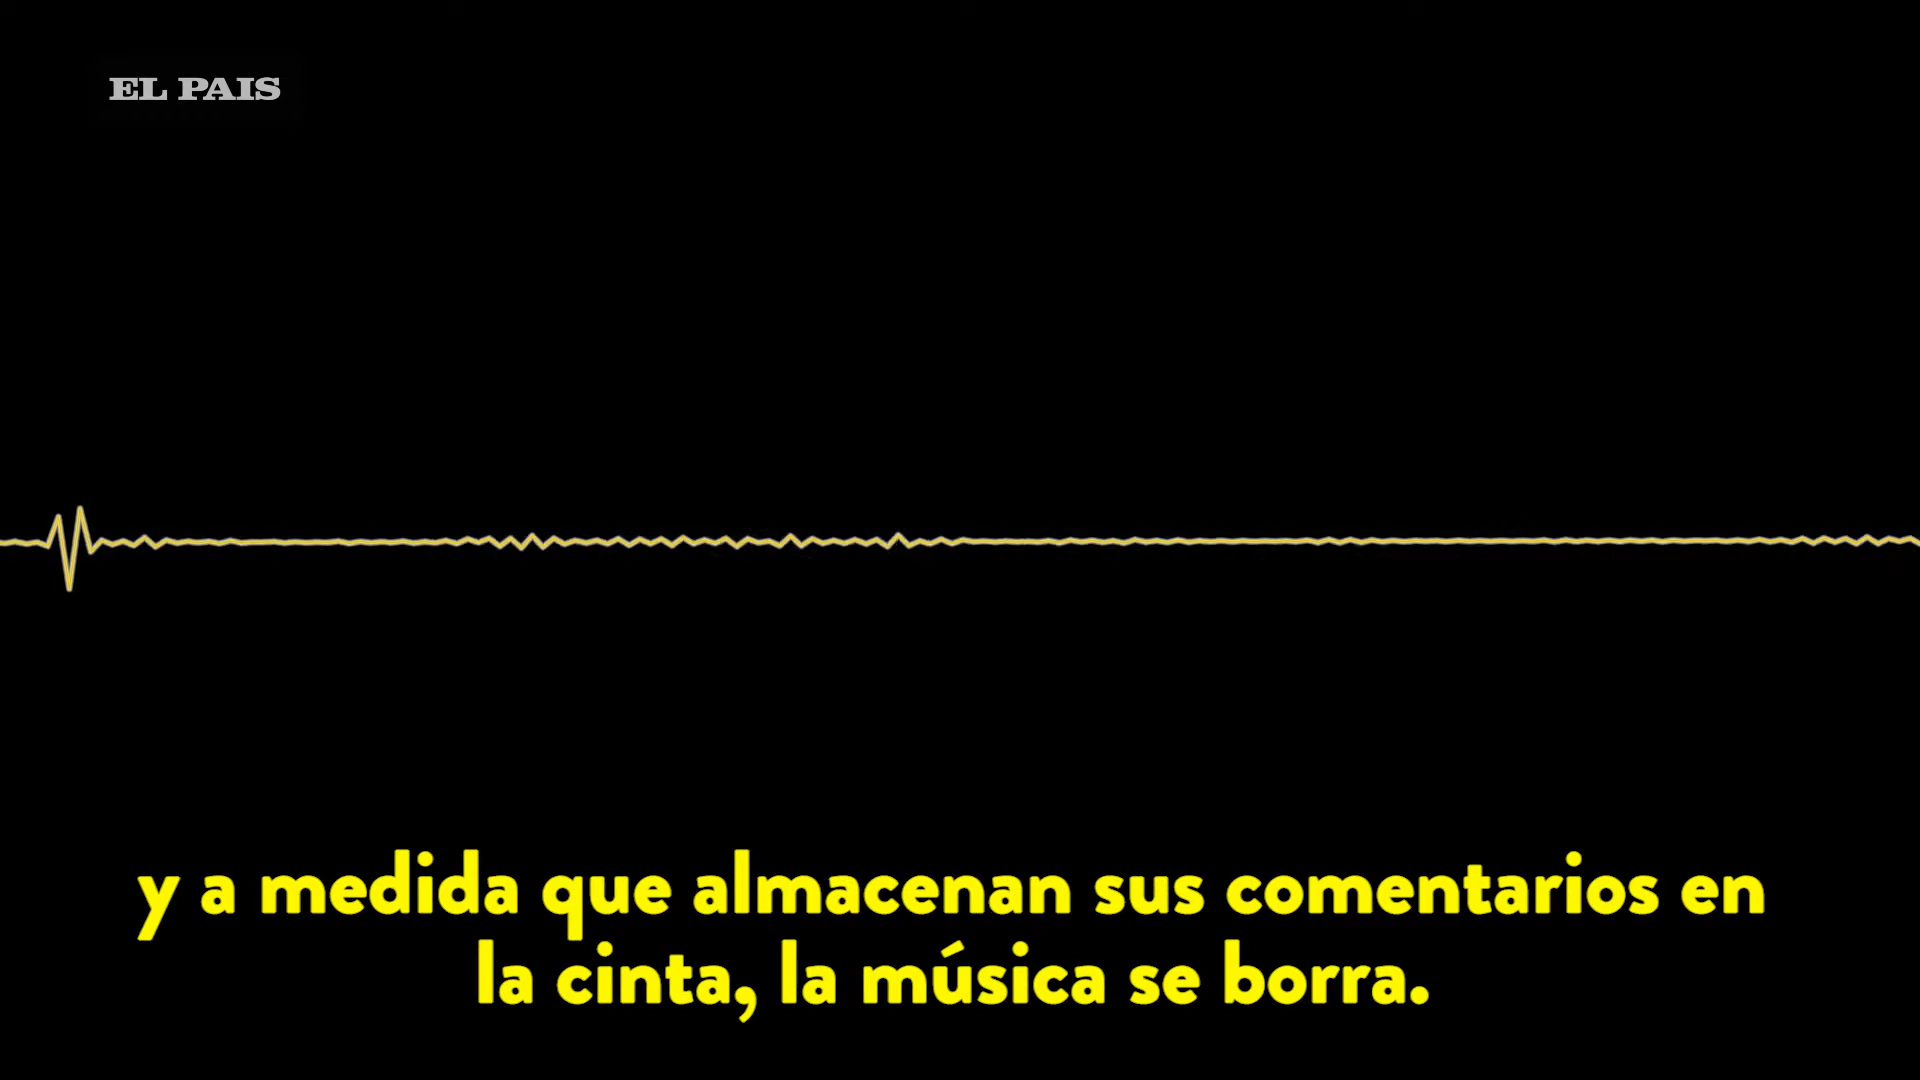 EL PAIS
y a medida que almacenan sus comentarios en
la cinta, la música se borra.